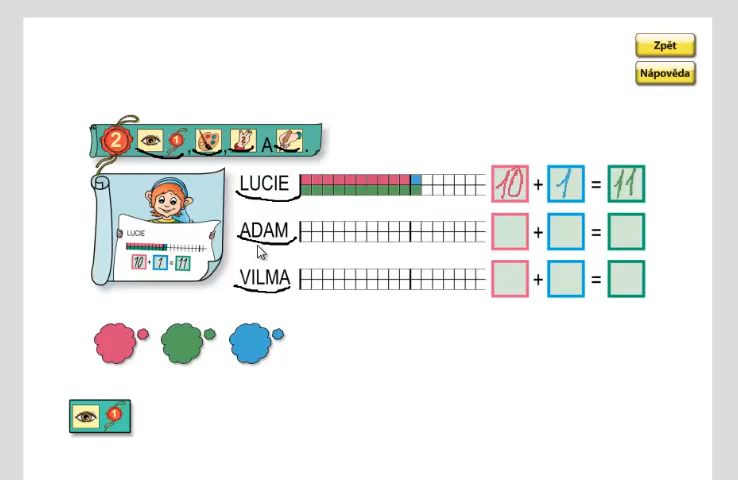 Zpět
Nápověda
2 1 2 A . . . ,
LUCIE 10 + 1 = 11
ADAM + =
VILMA + =
LUCIE
10 + 1 = 11
1